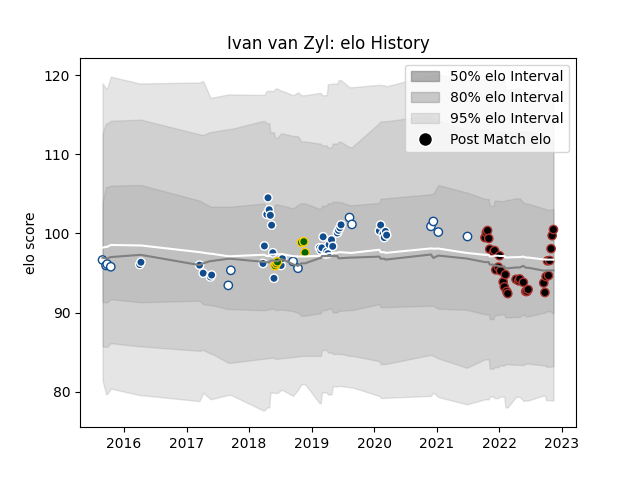 Ivan van Zyl: elo History
120
110
100
90
80
elo score
50% elo Interval
80% elo Interval
95% elo Interval
Post Match elo
2016 2017 2018 2019 2020 2021 2022 2023